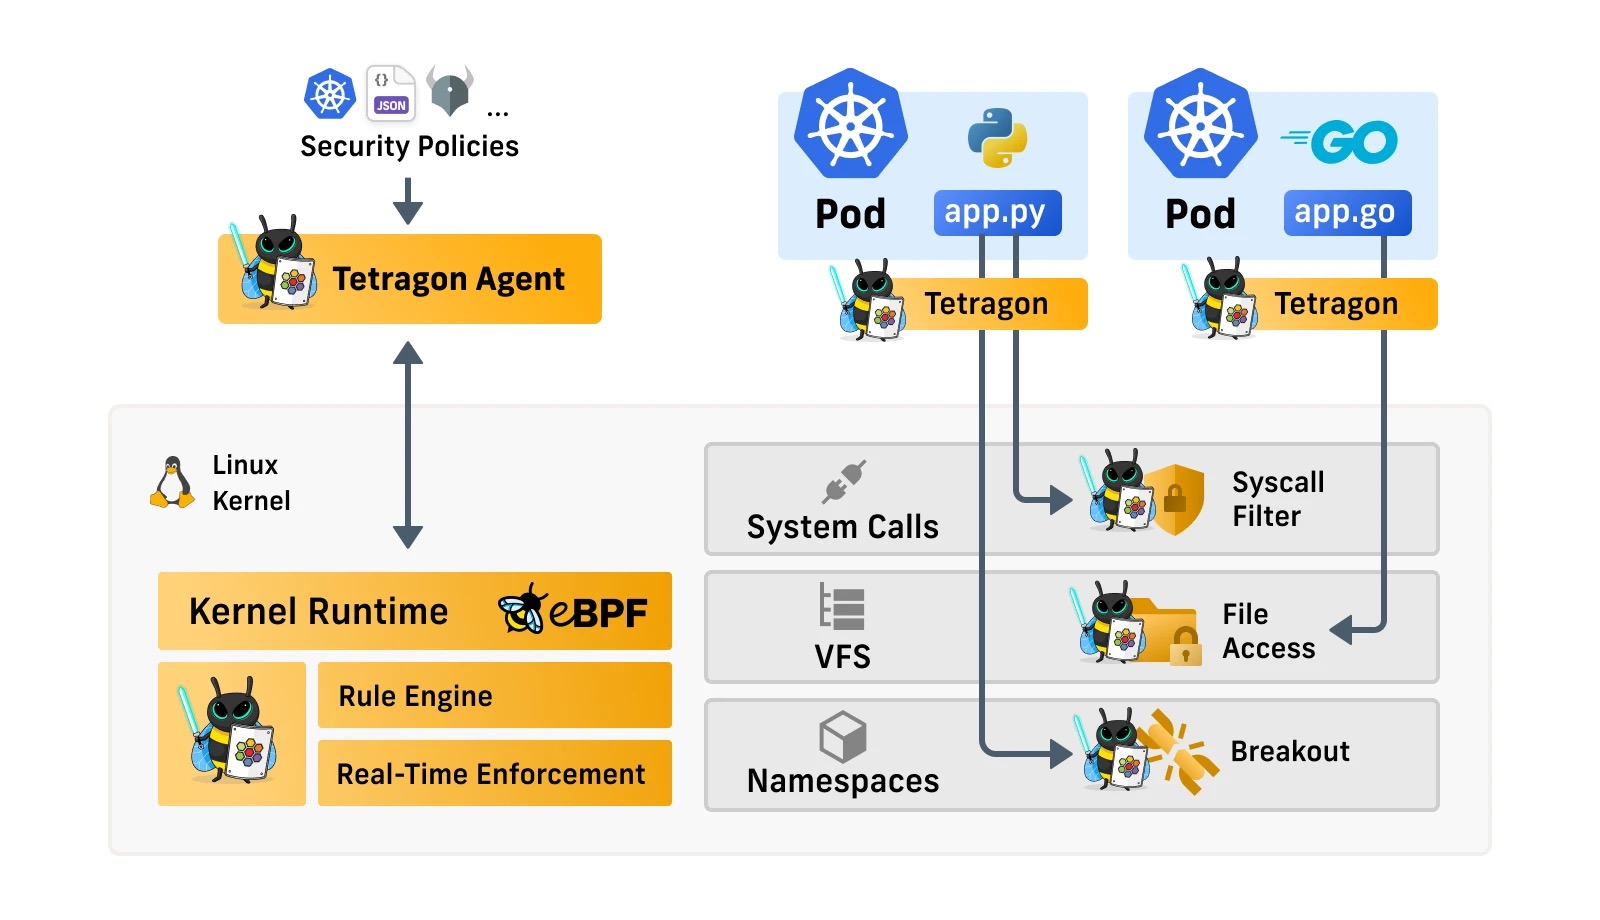 {}
JSON
...
Security Policies
Tetragon Agent
Pod
app.py
Tetragon
GO
Pod
app.go
Tetragon
Linux
Kernel
Kernel Runtime
eBPF
Rule Engine
Real-Time Enforcement
System Calls
Syscall
Filter
VFS
File
Access
Namespaces
Breakout